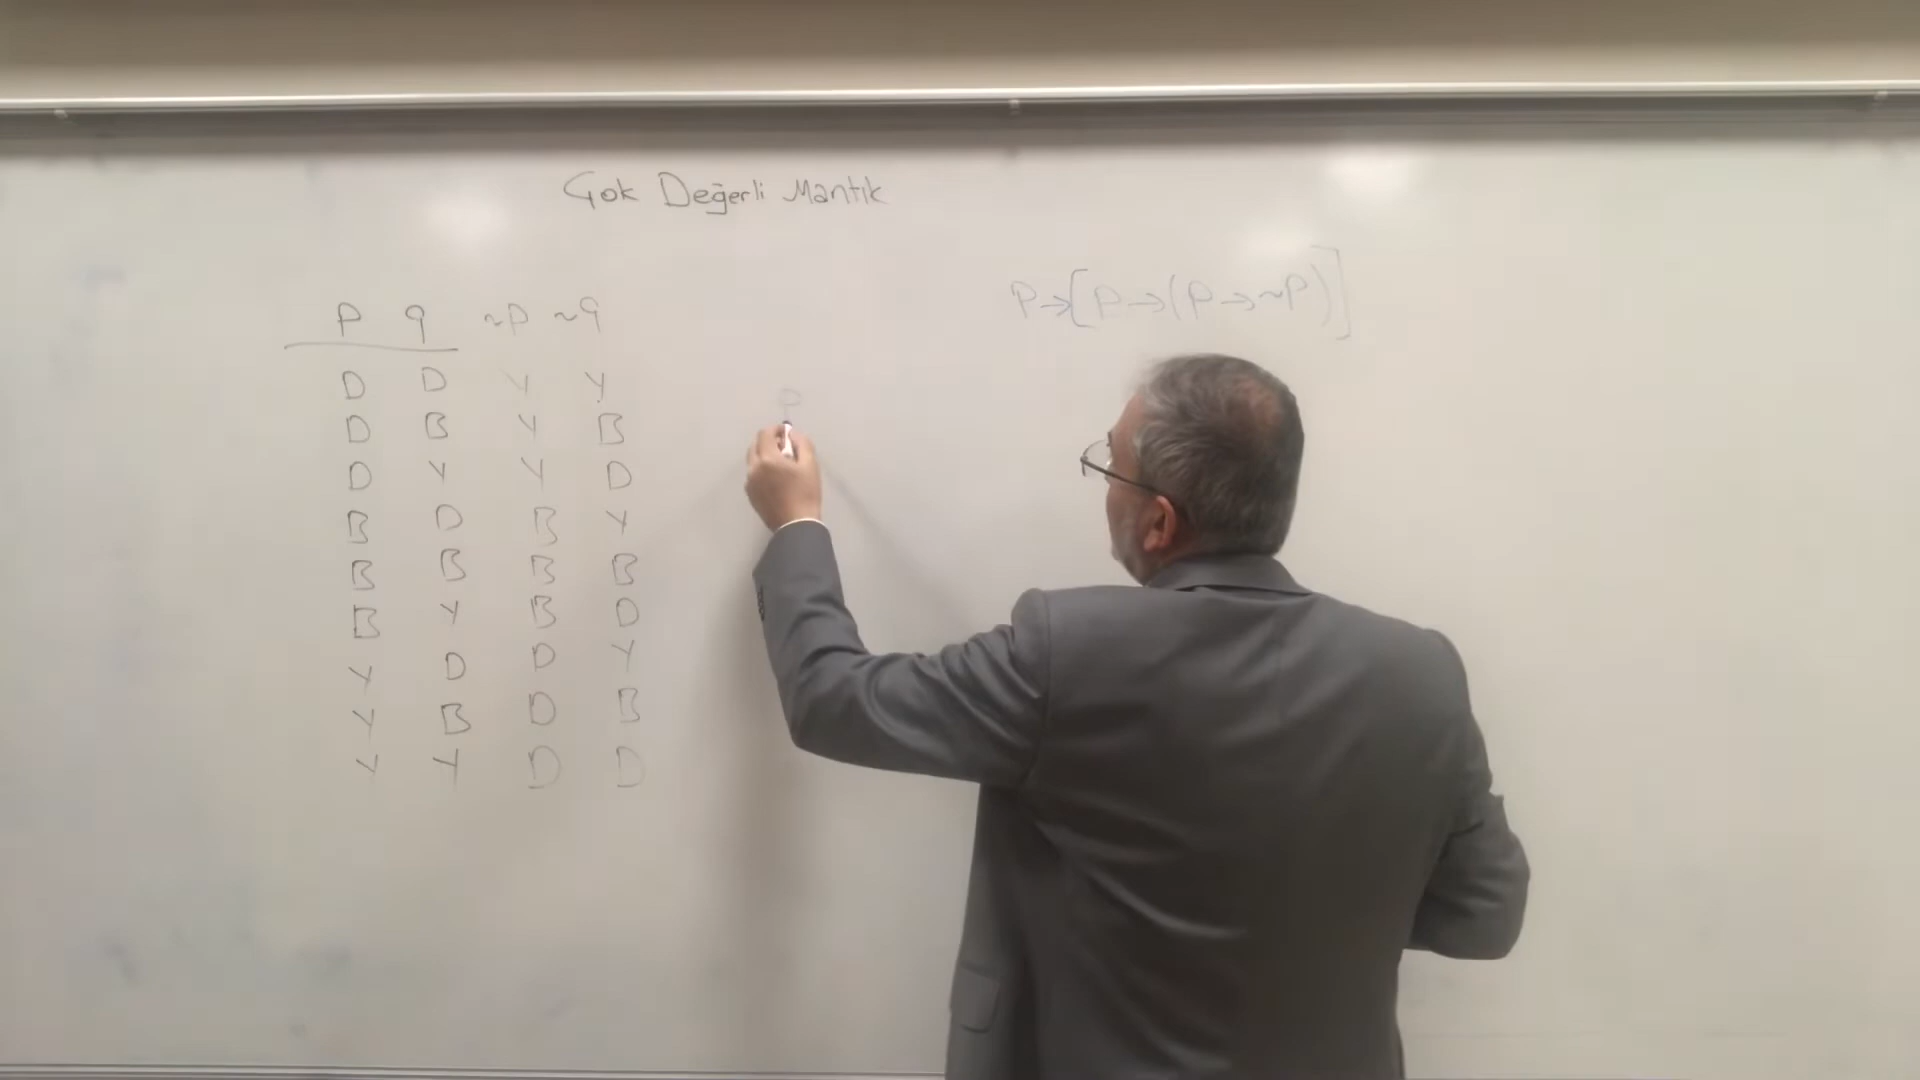 Çok Değerli Mantık
P→[P→(P→~P)]
P q ~P ~q
D D Y Y
D B Y B
D Y Y D
B D B Y
B B B B
B Y B D
Y D D Y
Y B D B
Y Y D D
P